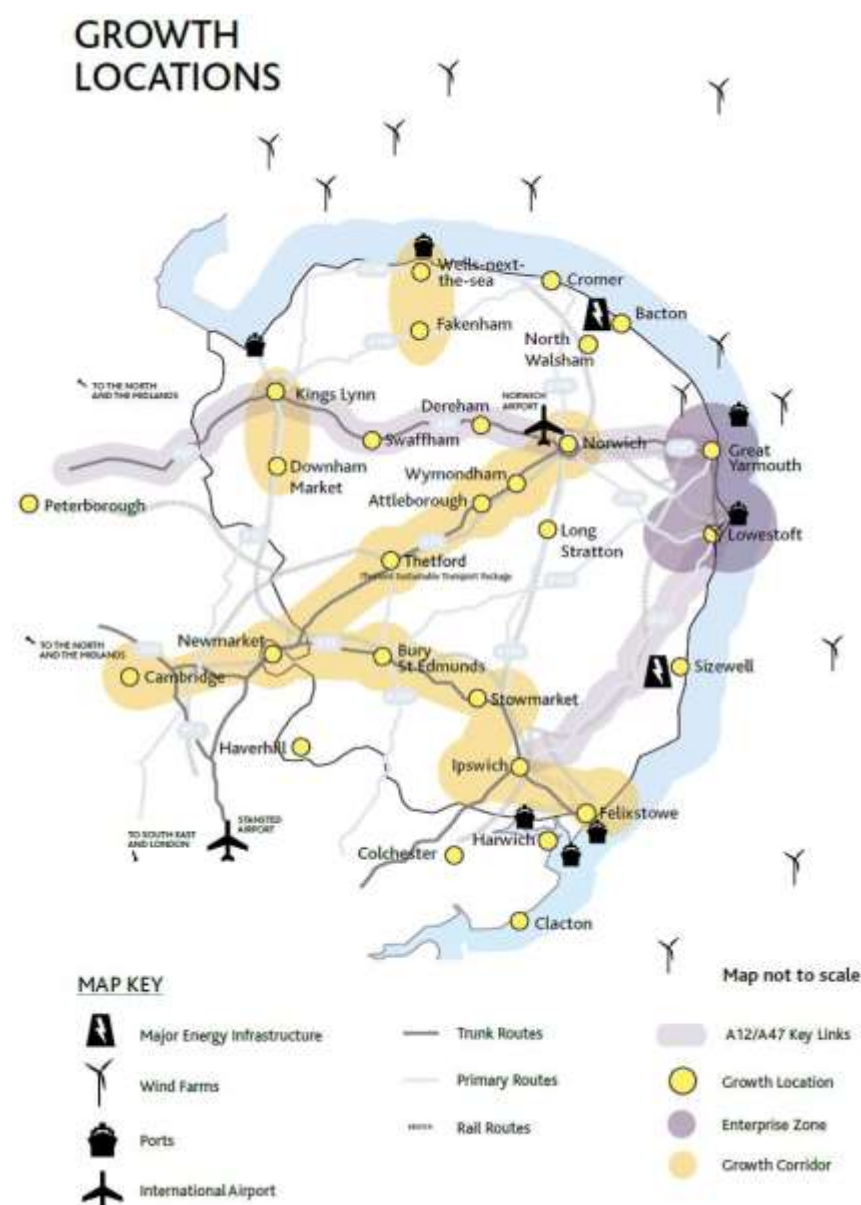 GROWTH
LOCATIONS
Wells-next-
the-sea
Cromer
Fakenham
Bacton
North
Walsham
TO THE NORTH
AND THE MIDLANDS
Kings Lynn
NORWICH
AIRPORT
Dereham
Swaffham
Norwich
Great
Yarmouth
Downham
Market
Wymondham
Attleborough
Peterborough
Long
Stratton
Lowestoft
Thetford
(Thetford Sustainable Transport Package
TO THE NORTH
AND THE MIDLANDS
Newmarket
Bury
St.Edmunds
Cambridge
Sizewell
Stowmarket
Haverhill
Ipswich
STANSTED
AIRPORT
Felixstowe
TO SOUTH EAST
AND LONDON
Harwich
Colchester
Clacton
Map not to scale
MAP KEY
Major Energy Infrastructure
Trunk Routes
A12/A47 Key Links
Wind Farms
Primary Routes
Growth Location
Ports
Rail Routes
Enterprise Zone
International Airport
Growth Corridor